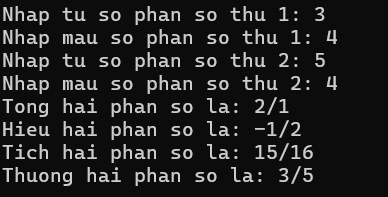 Nhap tu so phan so thu 1: 3
Nhap mau so phan so thu 1: 4
Nhap tu so phan so thu 2: 5
Nhap mau so phan so thu 2: 4
Tong hai phan so la: 2/1
Hieu hai phan so la: -1/2
Tich hai phan so la: 15/16
Thuong hai phan so la: 3/5